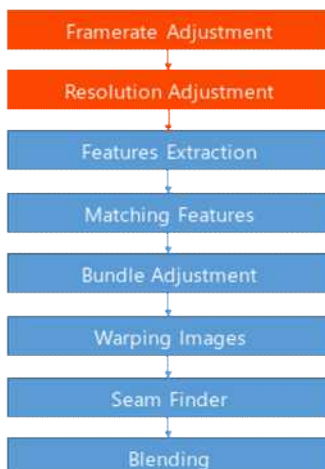 Framerate Adjustment
Resolution Adjustment
Features Extraction
Matching Features
Bundle Adjustment
Warping Images
Seam Finder
Blending